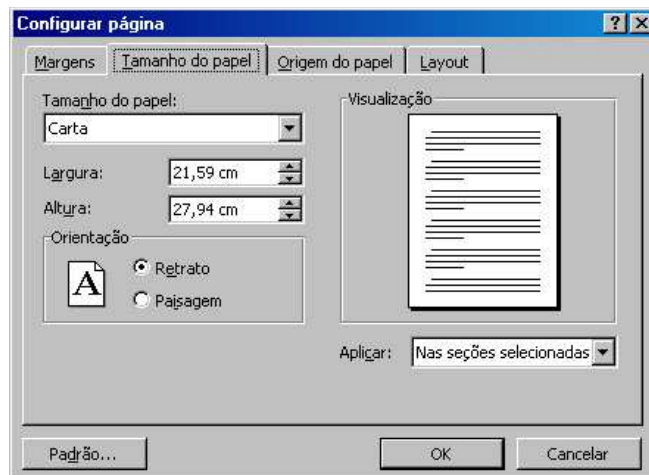 Configurar página
Margens Tamanho do papel Origem do papel Layout
Tamanho do papel:
Carta
Largura: 21,59 cm
Altura: 27,94 cm
Orientação
A
Retrato
Paisagem
Visualização
Aplicar: Nas seções selecionadas
Padrão... OK Cancelar